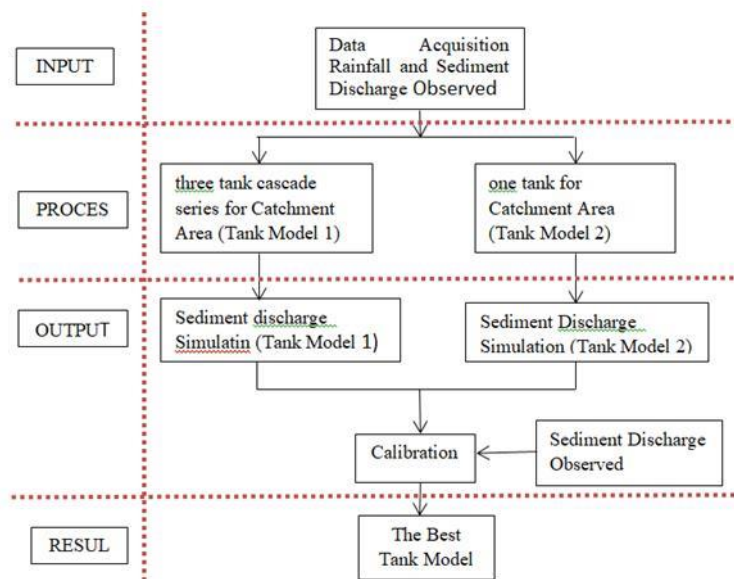 INPUT
Data Acquisition
Rainfall and Sediment
Discharge Observed
PROCES
three tank cascade
series for Catchment
Area (Tank Model 1)
one tank for
Catchment Area
(Tank Model 2)
OUTPUT
Sediment discharge
Simulatin (Tank Model 1)
Sediment Discharge
Simulation (Tank Model 2)
Calibration
Sediment Discharge
Observed
RESUL
The Best
Tank Model